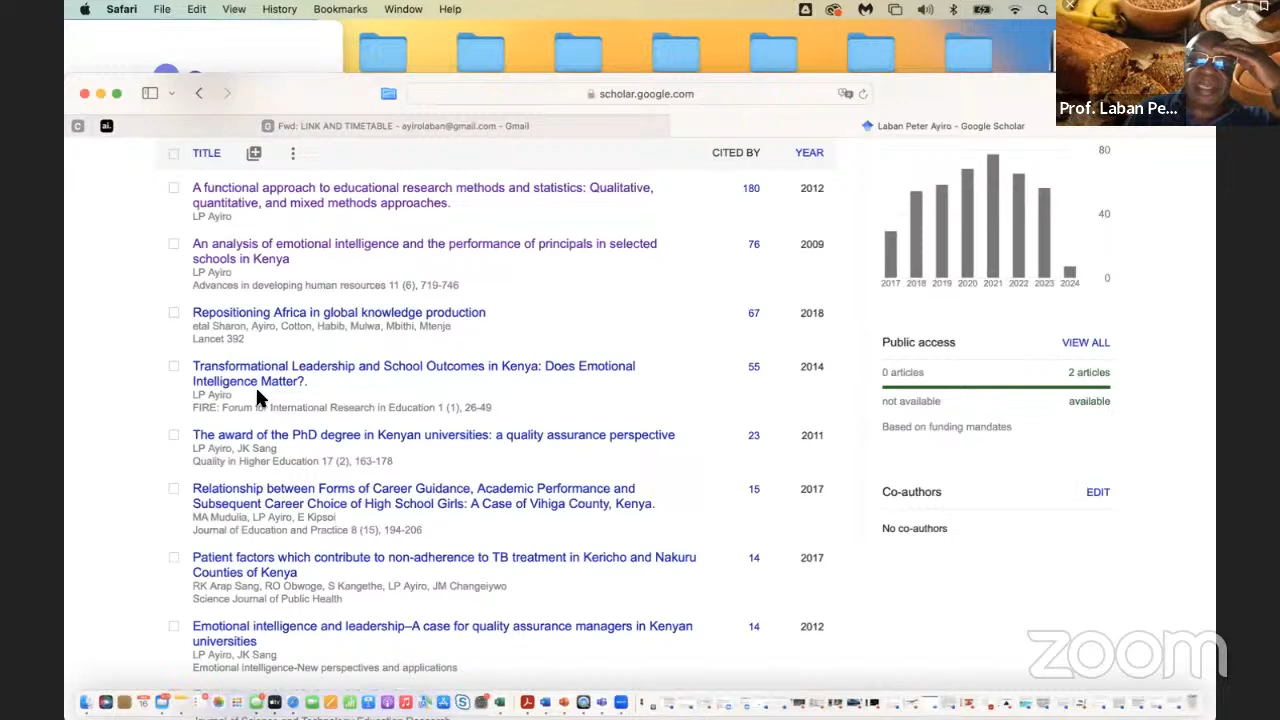 Safari File Edit View History Bookmarks Window Help
Prof. Laban Pe...
scholar.google.com
Fwd: LINK AND TIMETABLE - ayirolaban@gmail.com - Gmail
Laban Peter Ayiro - Google Scholar
TITLE
CITED BY YEAR
A functional approach to educational research methods and statistics: Qualitative, 180 2012
quantitative, and mixed methods approaches.
LP Ayiro
An analysis of emotional intelligence and the performance of principals in selected 76 2009
schools in Kenya
LP Ayiro
Advances in developing human resources 11 (6), 719-746
Repositioning Africa in global knowledge production 67 2018
etal Sharon, Ayiro, Cotton, Habib, Mulwa, Mbithi, Mtenje
Lancet 392
Transformational Leadership and School Outcomes in Kenya: Does Emotional 55 2014
Intelligence Matter?.
LP Ayiro
FIRE: Forum for International Research in Education 1 (1), 26-49
The award of the PhD degree in Kenyan universities: a quality assurance perspective 23 2011
LP Ayiro, JK Sang
Quality in Higher Education 17 (2), 163-178
Relationship between Forms of Career Guidance, Academic Performance and 15 2017
Subsequent Career Choice of High School Girls: A Case of Vihiga County, Kenya.
MA Mudulia, LP Ayiro, E Kipsoi
Journal of Education and Practice 8 (15), 194-206
Patient factors which contribute to non-adherence to TB treatment in Kericho and Nakuru 14 2017
Counties of Kenya
RK Arap Sang, RO Obwoge, S Kangethe, LP Ayiro, JM Changeiywo
Science Journal of Public Health
Emotional intelligence and leadership–A case for quality assurance managers in Kenyan 14 2012
universities
LP Ayiro, JK Sang
Emotional intelligence-New perspectives and applications
80
40
0
2017 2018 2019 2020 2021 2022 2023 2024
Public access VIEW ALL
0 articles 2 articles
not available available
Based on funding mandates
Co-authors EDIT
No co-authors
zoom